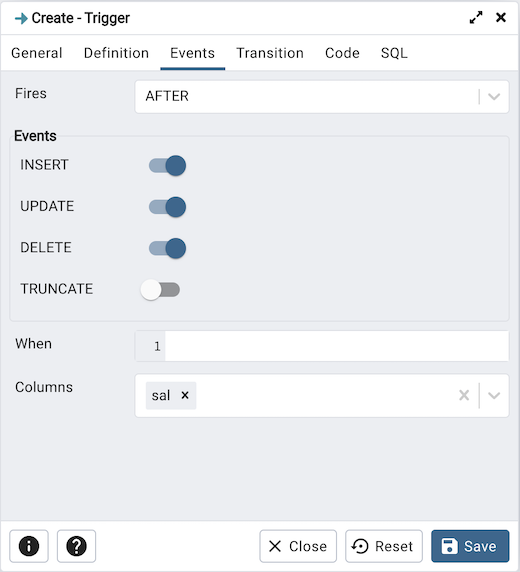 Create - Trigger
General Definition Events Transition Code SQL
Fires AFTER
Events
INSERT
UPDATE
DELETE
TRUNCATE
When 1
Columns
sal
Close Reset Save